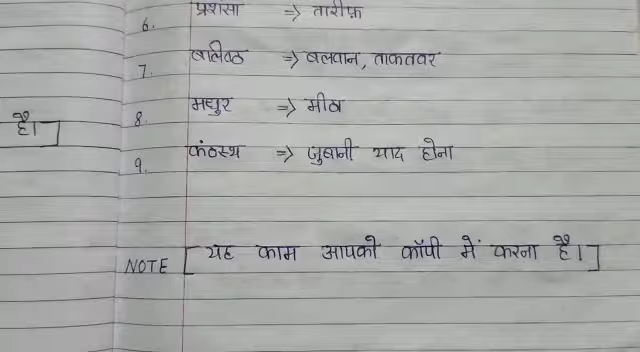 6. प्रशंसा => तारीफ़
7. बलिष्ठ => बलवान, ताकतवर
8. मधुर => मीठा
है।]
9. कंठस्थ => जुबानी याद होना
NOTE [ यह काम आपको कॉपी में करना है। ]